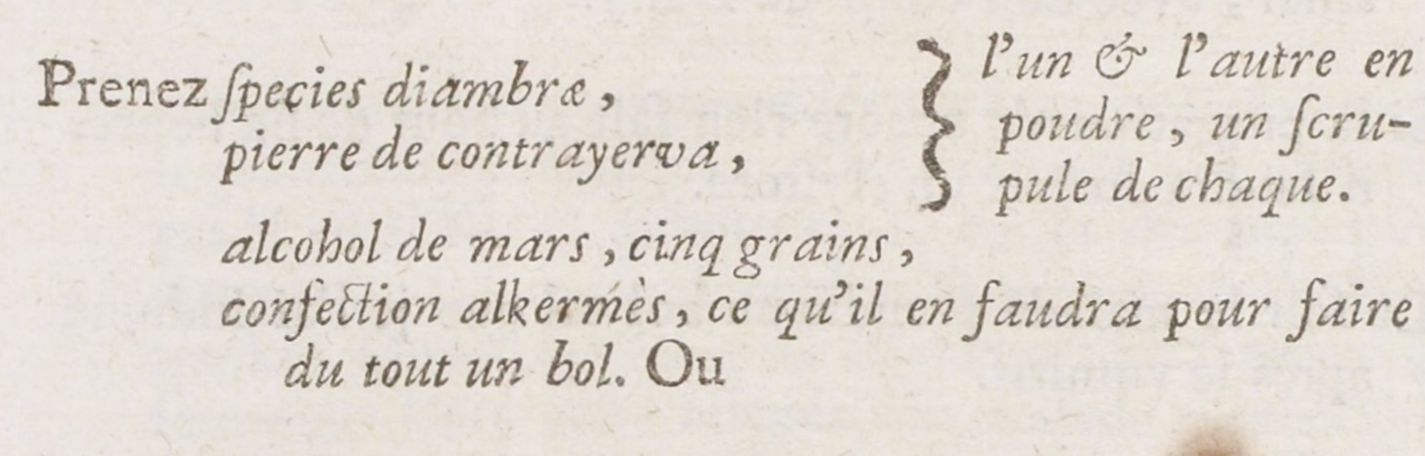 Prenez ſpecies diambræ,
pierre de contrayerva,
l'un & l'autre en
poudre, un ſcru-
pule de chaque.
alcohol de mars, cinq grains,
confection alkermès, ce qu'il en faudra pour faire
du tout un bol. Ou